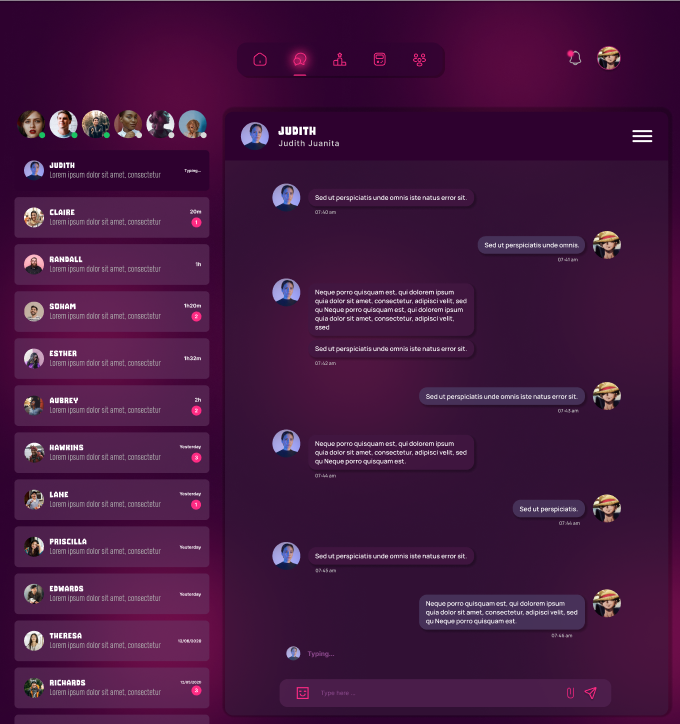 JUDITH
Lorem ipsum dolor sit amet, consectetur
Typing...
CLAIRE
20m
Lorem ipsum dolor sit amet, consectetur
1
RANDALL
1h
Lorem ipsum dolor sit amet, consectetur
SOHAM
1h20m
Lorem ipsum dolor sit amet, consectetur
2
ESTHER
1h32m
Lorem ipsum dolor sit amet, consectetur
AUBREY
2h
Lorem ipsum dolor sit amet, consectetur
2
HAWKINS
Yesterday
Lorem ipsum dolor sit amet, consectetur
3
LANE
Yesterday
Lorem ipsum dolor sit amet, consectetur
1
PRISCILLA
Yesterday
Lorem ipsum dolor sit amet, consectetur
EDWARDS
Yesterday
Lorem ipsum dolor sit amet, consectetur
THERESA
12/08/2020
Lorem ipsum dolor sit amet, consectetur
RICHARDS
Lorem ipsum dolor sit amet, consectetur
3
JUDITH
Judith Juanita
Sed ut perspiciatis unde omnis iste natus error sit.
07:40 am
Sed ut perspiciatis unde omnis.
07:41 am
Neque porro quisquam est, qui dolorem ipsum
quia dolor sit amet, consectetur, adipisci velit, sed
qu Neque porro quisquam est, qui dolorem ipsum
quia dolor sit amet, consectetur, adipisci velit,
ssed
Sed ut perspiciatis unde omnis iste natus error sit.
07:42 am
Sed ut perspiciatis unde omnis iste natus error sit.
07:43 am
Neque porro quisquam est, qui dolorem ipsum
quia dolor sit amet, consectetur, adipisci velit, sed
qu Neque porro quisquam est.
07:44 am
Sed ut perspiciatis.
07:44 am
Sed ut perspiciatis unde omnis iste natus error sit.
07:45 am
Neque porro quisquam est, qui dolorem ipsum
quia dolor sit amet, consectetur, adipisci velit, sed
qu Neque porro quisquam est.
07:46 am
Typing...
Type here ...